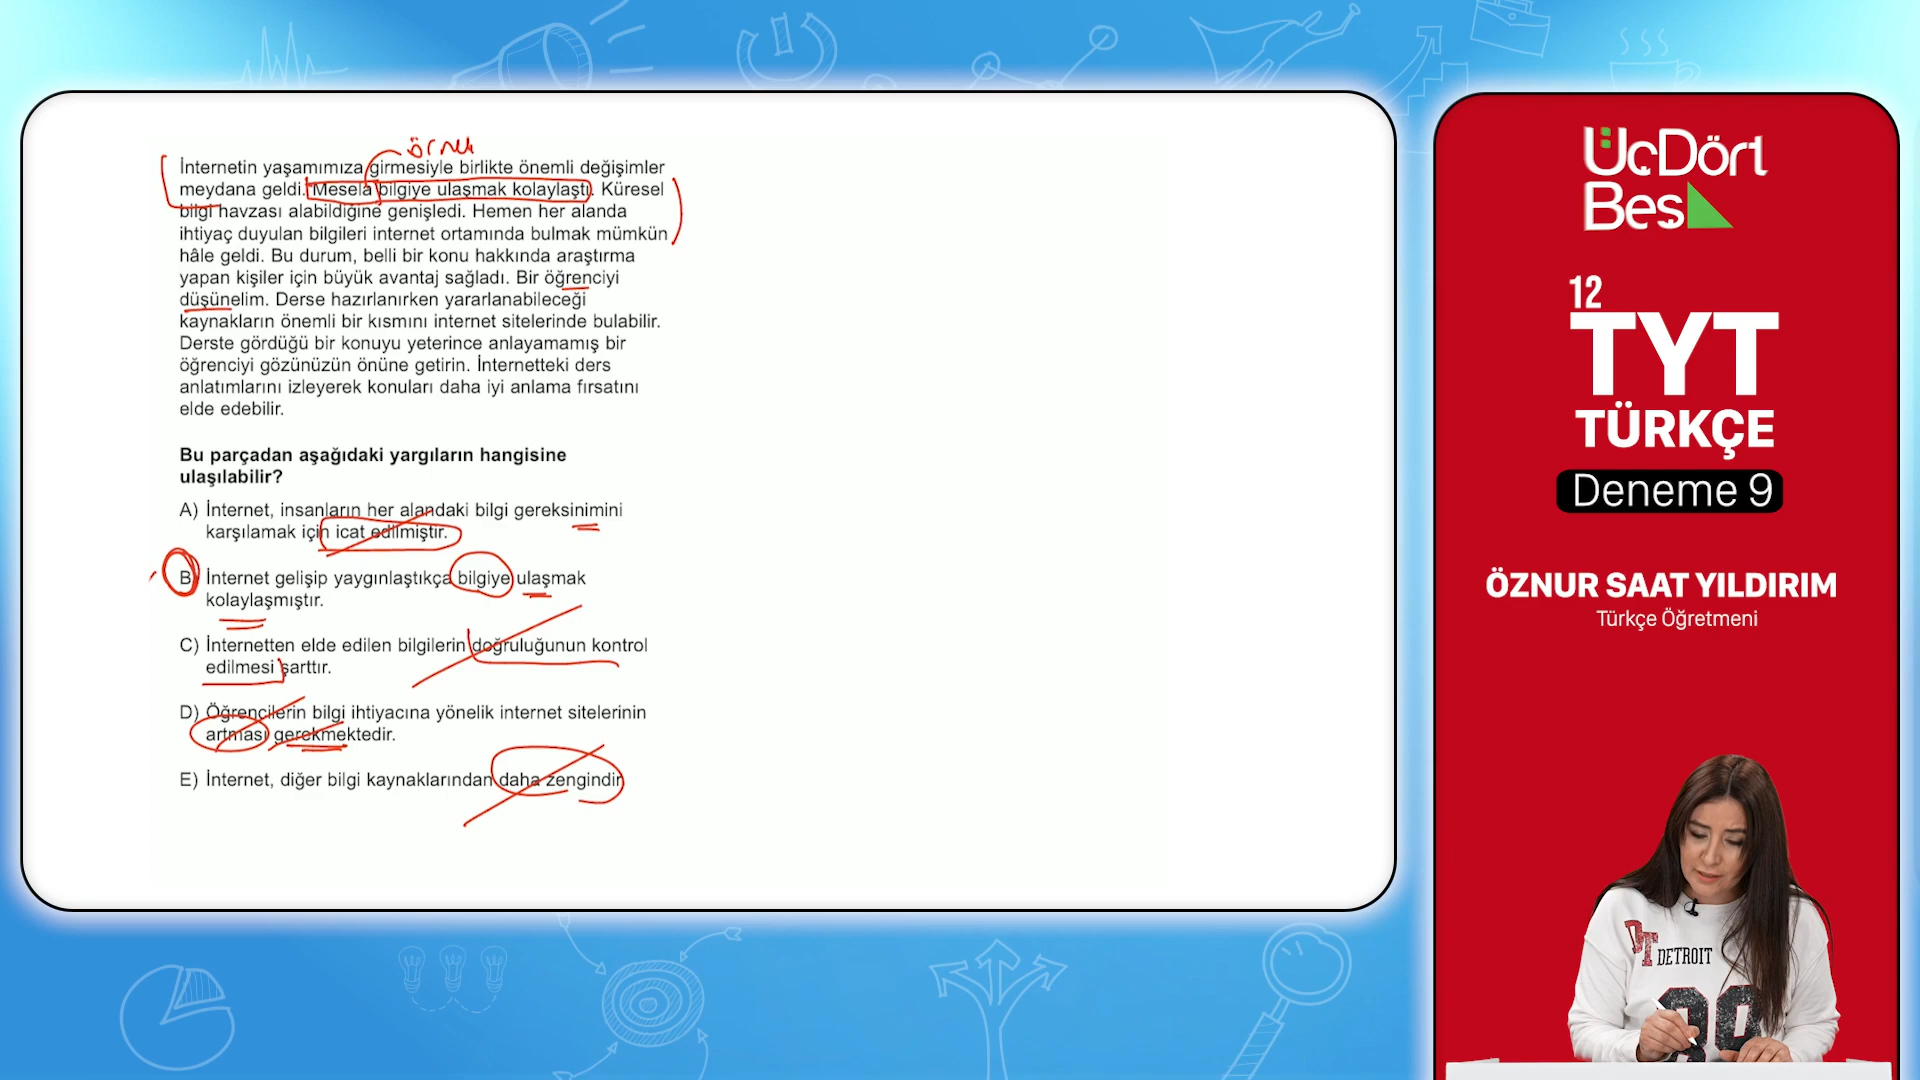 örnek
İnternetin yaşamımıza girmesiyle birlikte önemli değişimler
meydana geldi. Mesela bilgiye ulaşmak kolaylaştı. Küresel
bilgi havzası alabildiğine genişledi. Hemen her alanda
ihtiyaç duyulan bilgileri internet ortamında bulmak mümkün
hâle geldi. Bu durum, belli bir konu hakkında araştırma
yapan kişiler için büyük avantaj sağladı. Bir öğrenciyi
düşünelim. Derse hazırlanırken yararlanabileceği
kaynakların önemli bir kısmını internet sitelerinde bulabilir.
Derste gördüğü bir konuyu yeterince anlayamamış bir
öğrenciyi gözünüzün önüne getirin. İnternetteki ders
anlatımlarını izleyerek konuları daha iyi anlama fırsatını
elde edebilir.
Bu parçadan aşağıdaki yargıların hangisine
ulaşılabilir?
A) İnternet, insanların her alandaki bilgi gereksinimini
karşılamak için icat edilmiştir.
B) İnternet gelişip yaygınlaştıkça bilgiye ulaşmak
kolaylaşmıştır.
C) İnternetten elde edilen bilgilerin doğruluğunun kontrol
edilmesi şarttır.
D) Öğrencilerin bilgi ihtiyacına yönelik internet sitelerinin
artması gerekmektedir.
E) İnternet, diğer bilgi kaynaklarından daha zengindir.
ÜçDört
Beş
12
TYT
TÜRKÇE
Deneme 9
ÖZNUR SAAT YILDIRIM
Türkçe Öğretmeni
DT DETROIT
99